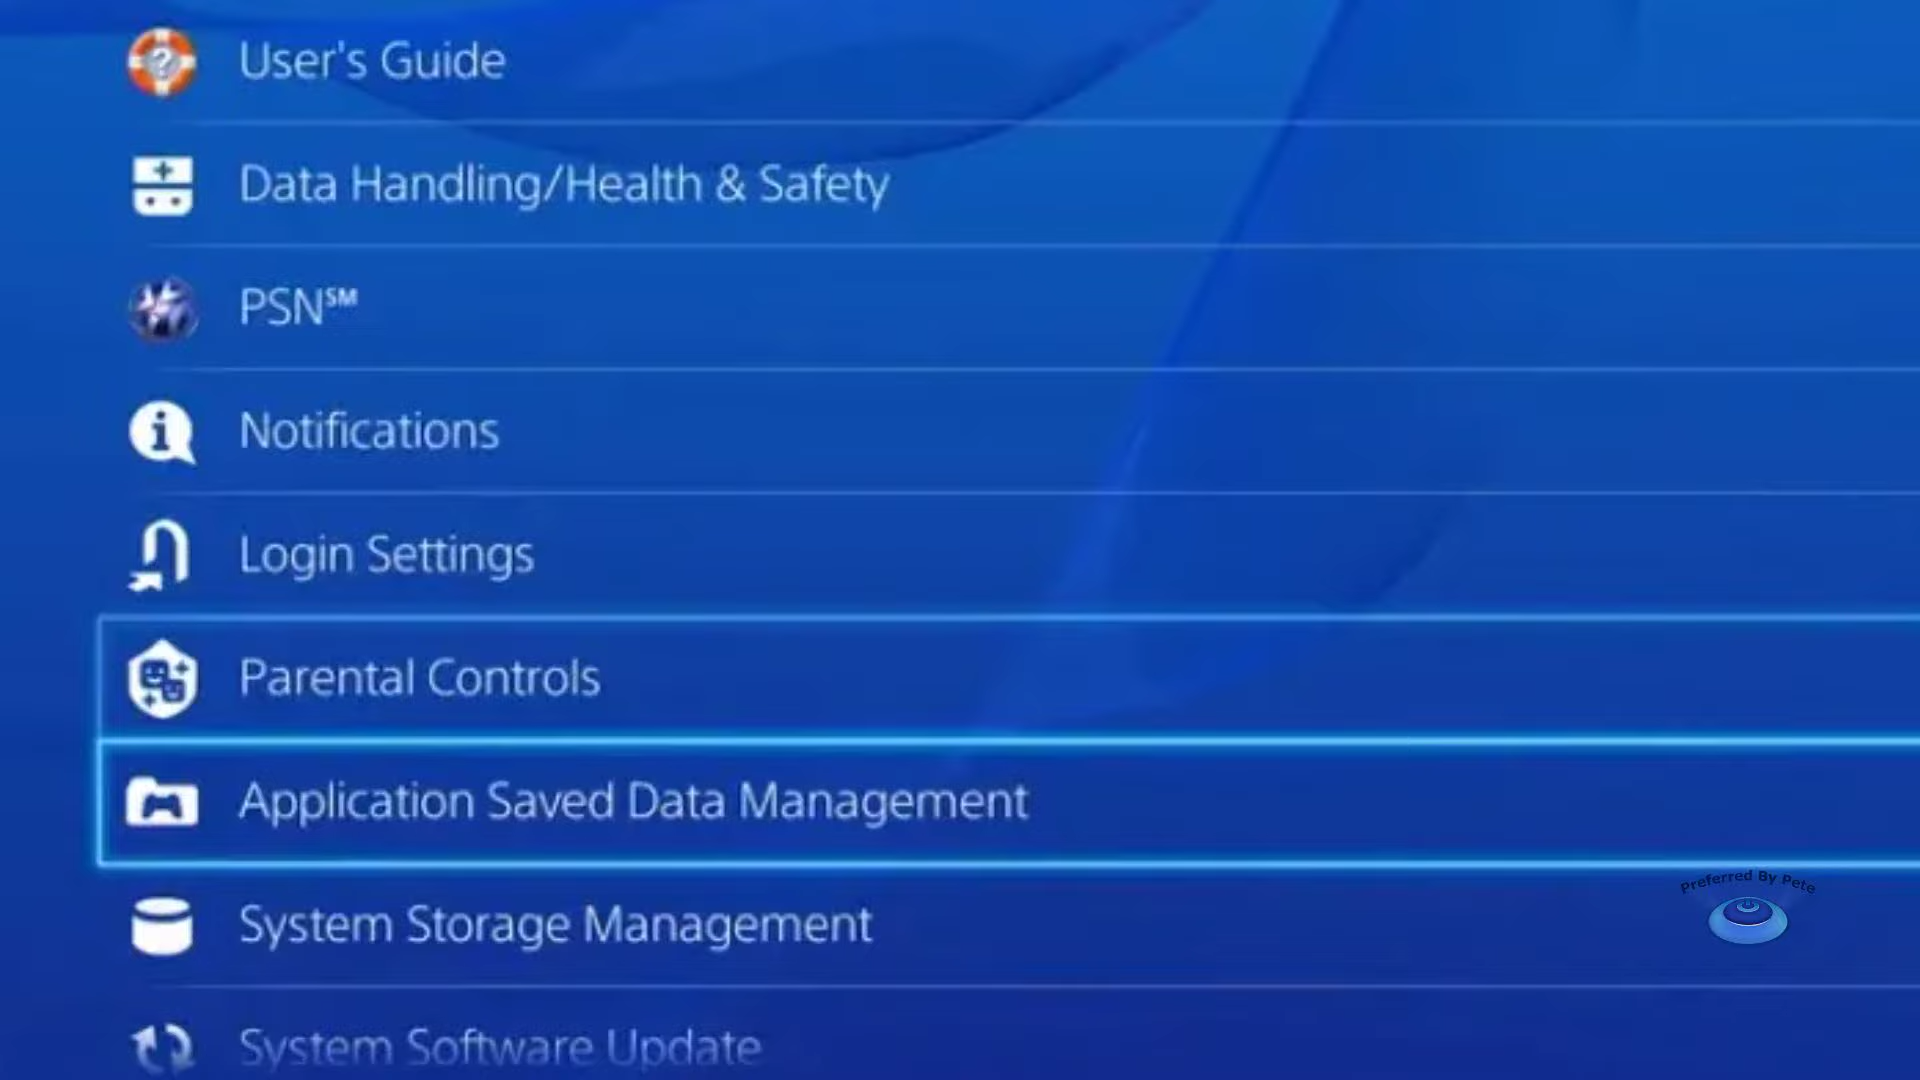 User's Guide
Data Handling/Health & Safety
PSN℠
Notifications
Login Settings
Parental Controls
Application Saved Data Management
System Storage Management
Preferred By Pete
System Software Update